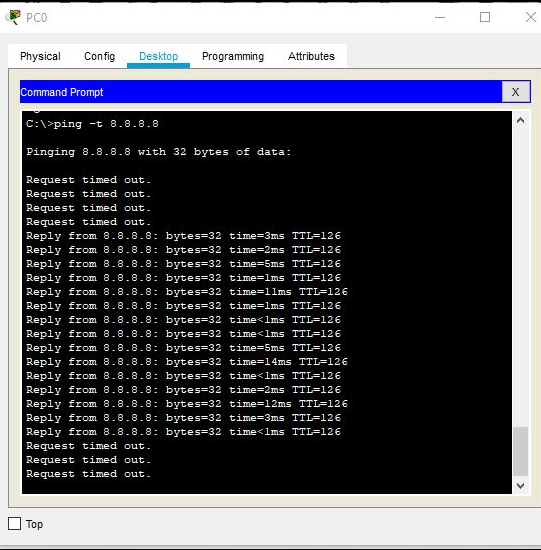 PC0
Physical Config Desktop Programming Attributes
Command Prompt X
C:\>ping -t 8.8.8.8
Pinging 8.8.8.8 with 32 bytes of data:
Request timed out.
Request timed out.
Request timed out.
Request timed out.
Reply from 8.8.8.8: bytes=32 time=3ms TTL=126
Reply from 8.8.8.8: bytes=32 time=2ms TTL=126
Reply from 8.8.8.8: bytes=32 time=5ms TTL=126
Reply from 8.8.8.8: bytes=32 time=1ms TTL=126
Reply from 8.8.8.8: bytes=32 time=11ms TTL=126
Reply from 8.8.8.8: bytes=32 time=1ms TTL=126
Reply from 8.8.8.8: bytes=32 time<1ms TTL=126
Reply from 8.8.8.8: bytes=32 time<1ms TTL=126
Reply from 8.8.8.8: bytes=32 time=5ms TTL=126
Reply from 8.8.8.8: bytes=32 time=14ms TTL=126
Reply from 8.8.8.8: bytes=32 time<1ms TTL=126
Reply from 8.8.8.8: bytes=32 time=2ms TTL=126
Reply from 8.8.8.8: bytes=32 time=12ms TTL=126
Reply from 8.8.8.8: bytes=32 time=3ms TTL=126
Reply from 8.8.8.8: bytes=32 time<1ms TTL=126
Request timed out.
Request timed out.
Request timed out.
Top